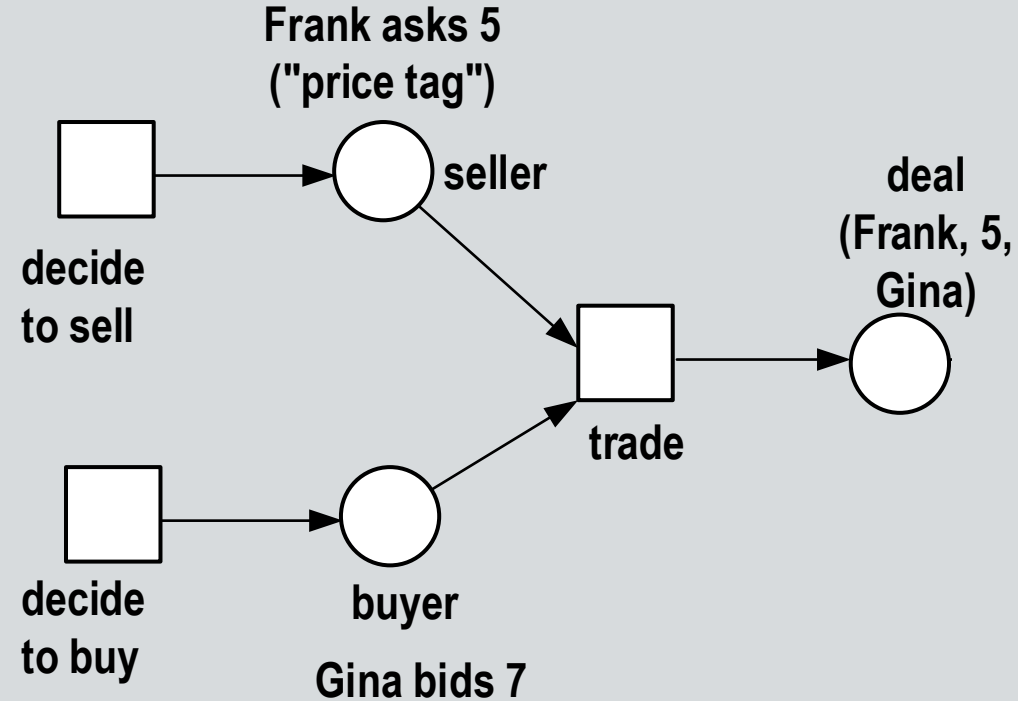 Frank asks 5
("price tag")
seller
decide
to sell
deal
(Frank, 5,
Gina)
trade
decide
to buy
buyer
Gina bids 7